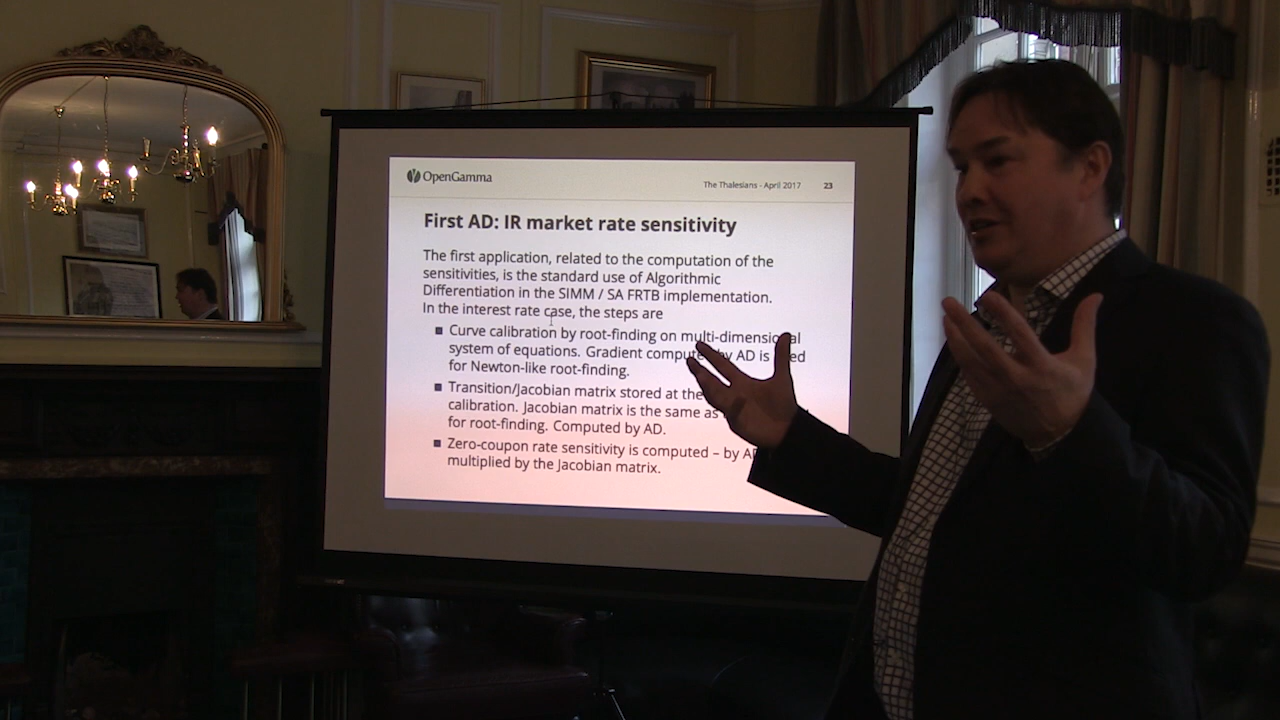 OpenGamma
The Thalesians - April 2017 23
First AD: IR market rate sensitivity
The first application, related to the computation of the
sensitivities, is the standard use of Algorithmic
Differentiation in the SIMM / SA FRTB implementation.
In the interest rate case, the steps are
Curve calibration by root-finding on multi-dimensional
system of equations. Gradient computed by AD is
for Newton-like root-finding.
Transition/Jacobian matrix stored at the
calibration. Jacobian matrix is the same as
for root-finding. Computed by AD.
Zero-coupon rate sensitivity is computed – by
multiplied by the Jacobian matrix.